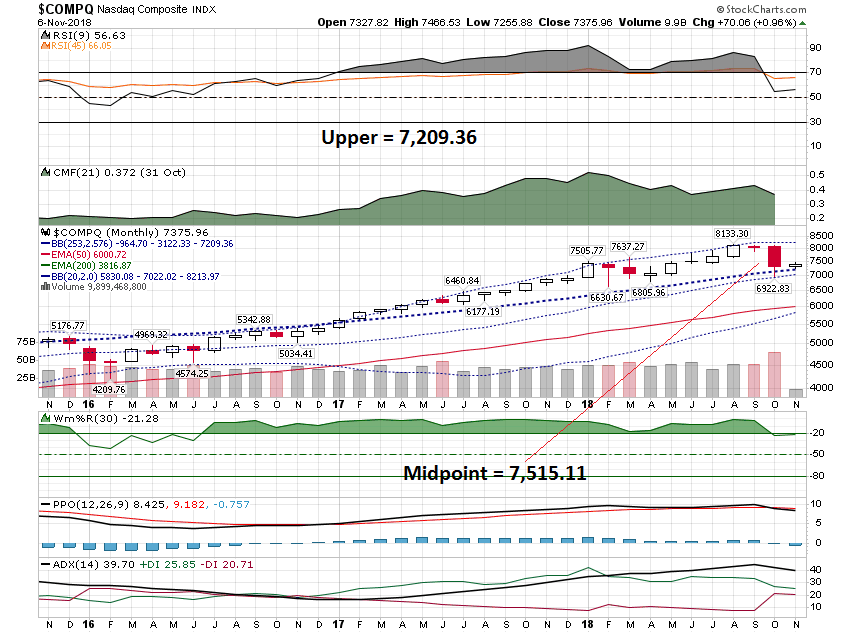 $COMPQ Nasdaq Composite INDX
© StockCharts.com
6-Nov-2018
Open 7327.82 High 7466.53 Low 7255.88 Close 7375.96 Volume 9.9B Chg +70.06 (+0.96%)
RSI(9) 56.63
RSI(45) 66.05
90
70
50
30
10
Upper = 7,209.36
CMF(21) 0.372 (31 Oct)
0.5
0.4
0.3
0.2
$COMPQ (Monthly) 7375.96
BB(253,2.576) -964.70 - 3122.33 - 7209.36
EMA(50) 6000.72
EMA(200) 3816.87
BB(20,2.0) 5830.08 - 7022.02 - 8213.97
Volume 9,899,468,800
8133.30
7505.77
7637.27
6460.84
6922.83
6805.96
6630.67
6177.19
5342.88
5176.77
4969.32
5034.41
4574.25
4209.76
8500
8000
7500
7000
6500
6000
5500
5000
4500
4000
75B
50B
25B
N D 16 F M A M J J A S O N D 17 F M A M J J A S O N D 18 F M A M J J A S O N
Wm%R(30) -21.28
-20
-50
-80
Midpoint = 7,515.11
PPO(12,26,9) 8.425, 9.182, -0.757
10
5
0
ADX(14) 39.70 +DI 25.85 -DI 20.71
40
30
20
10
N D 16 F M A M J J A S O N D 17 F M A M J J A S O N D 18 F M A M J J A S O N